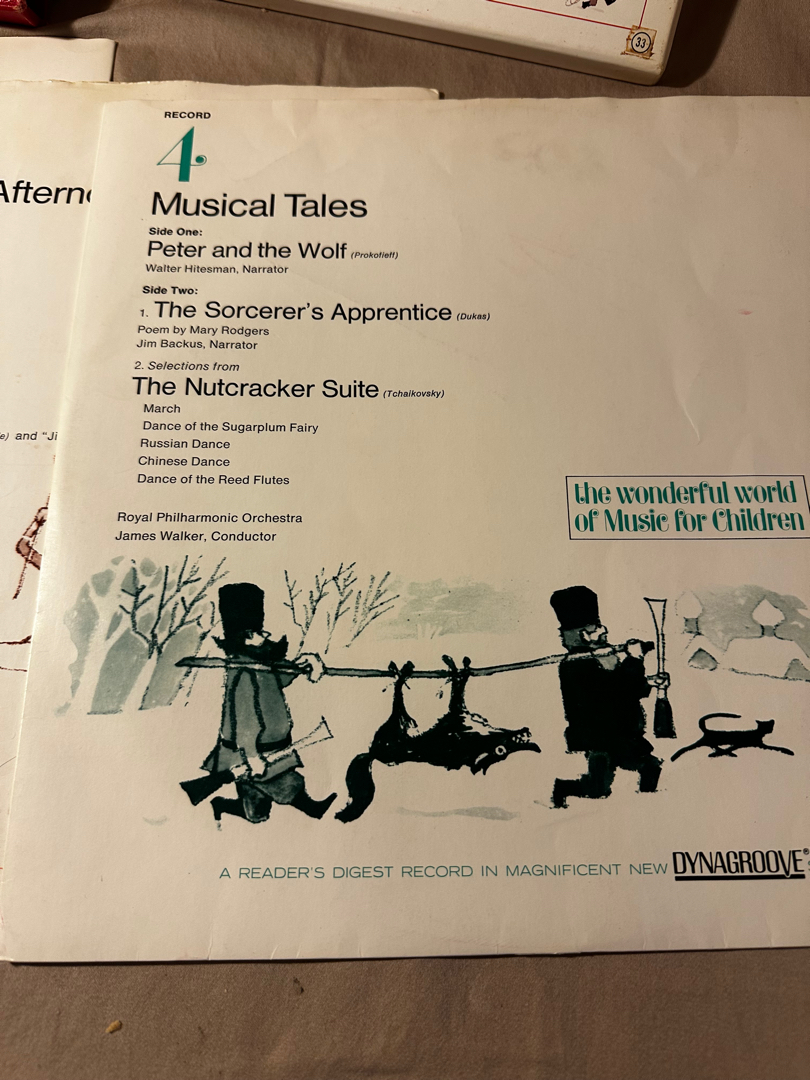 33
RECORD
4.
Musical Tales
Side One:
Peter and the Wolf (Prokofieff)
Walter Hitesman, Narrator
Side Two:
1. The Sorcerer's Apprentice (Dukas)
Poem by Mary Rodgers
Jim Backus, Narrator
2. Selections from
The Nutcracker Suite (Tchaikovsky)
March
Dance of the Sugarplum Fairy
Russian Dance
Chinese Dance
Dance of the Reed Flutes
Royal Philharmonic Orchestra
James Walker, Conductor
the wonderful world
of Music for Children
A READER'S DIGEST RECORD IN MAGNIFICENT NEW DYNAGROOVE®
and "Ji